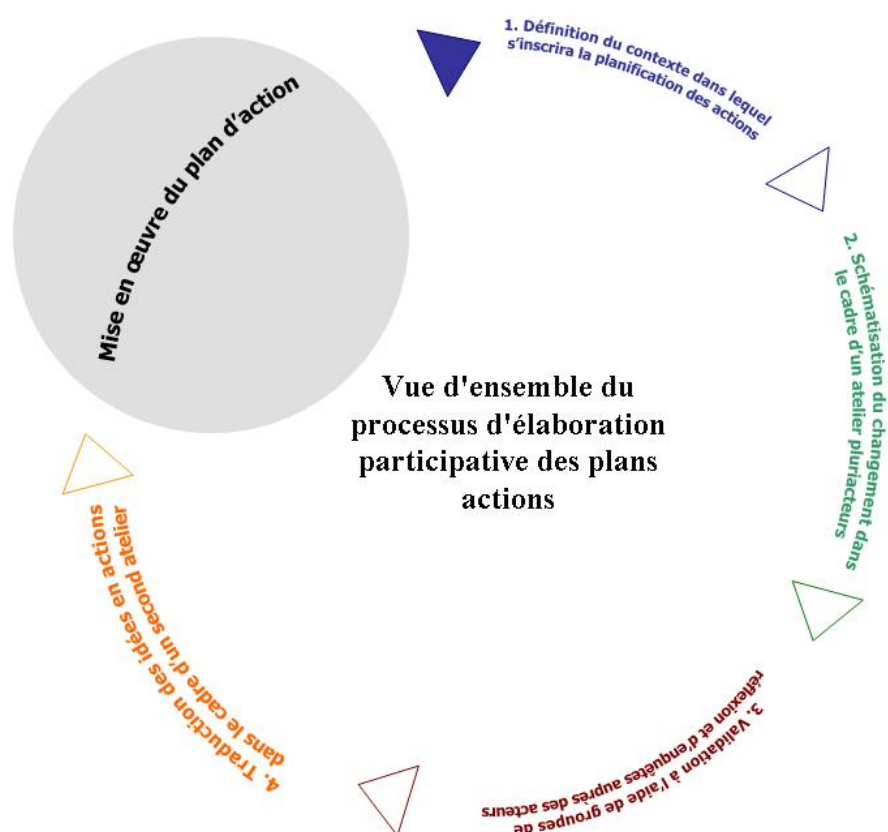 1. Définition du contexte dans lequel
s'inscrira la planification des actions
2. Schématisation du changement dans
le cadre d'un atelier pluriacteurs
3. Validation à l'aide de groupes de
réflexion et d'enquêtes auprès des acteurs
4. Traduction des idées en actions
dans le cadre d'un second atelier
Mise en œuvre du plan d'action
Vue d'ensemble du
processus d'élaboration
participative des plans
actions